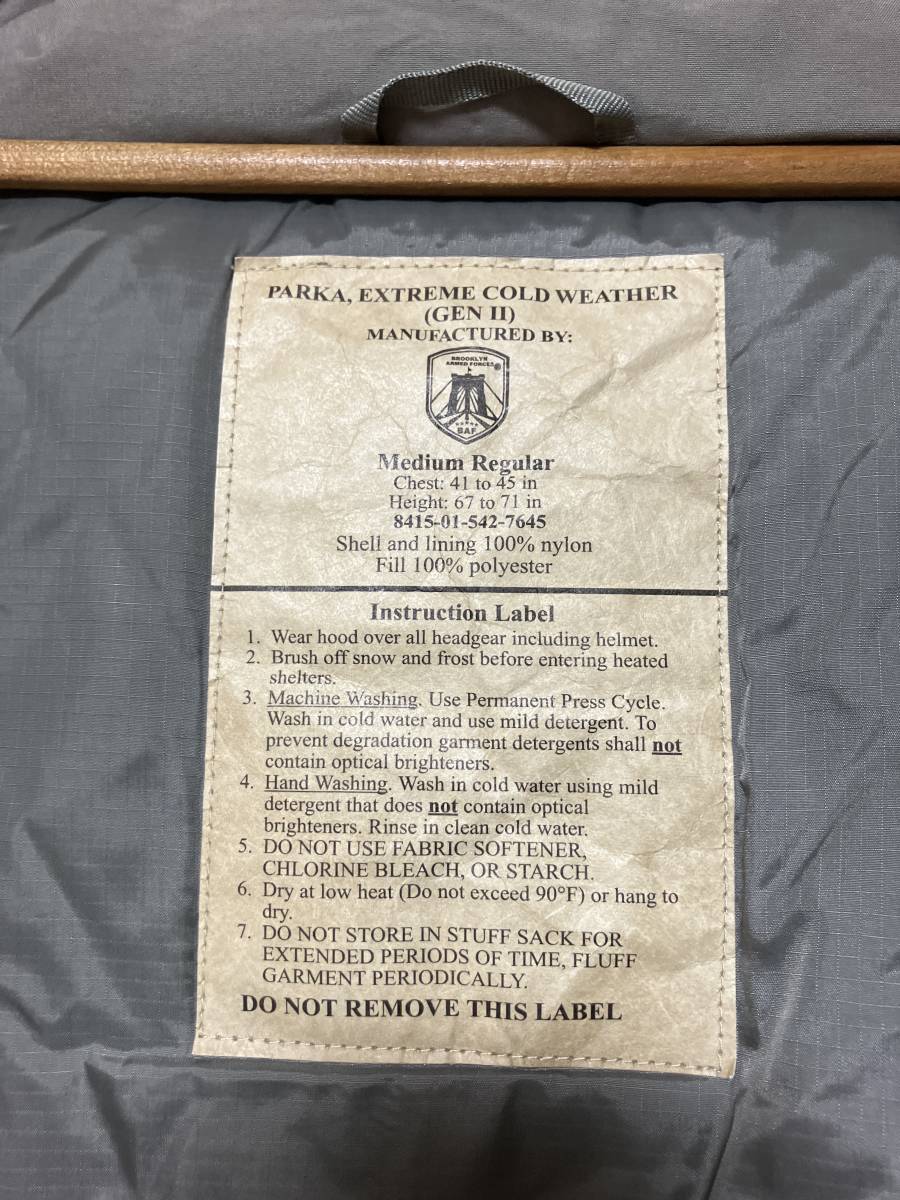 PARKA, EXTREME COLD WEATHER
(GEN II)
MANUFACTURED BY:
BROOKLYN
ARMED FORCES®
BAF
Medium Regular
Chest: 41 to 45 in
Height: 67 to 71 in
8415-01-542-7645
Shell and lining 100% nylon
Fill 100% polyester
Instruction Label
1. Wear hood over all headgear including helmet.
2. Brush off snow and frost before entering heated
shelters.
3. Machine Washing. Use Permanent Press Cycle.
Wash in cold water and use mild detergent. To
prevent degradation garment detergents shall not
contain optical brighteners.
4. Hand Washing. Wash in cold water using mild
detergent that does not contain optical
brighteners. Rinse in clean cold water.
5. DO NOT USE FABRIC SOFTENER,
CHLORINE BLEACH, OR STARCH.
6. Dry at low heat (Do not exceed 90°F) or hang to
dry.
7. DO NOT STORE IN STUFF SACK FOR
EXTENDED PERIODS OF TIME, FLUFF
GARMENT PERIODICALLY.
DO NOT REMOVE THIS LABEL